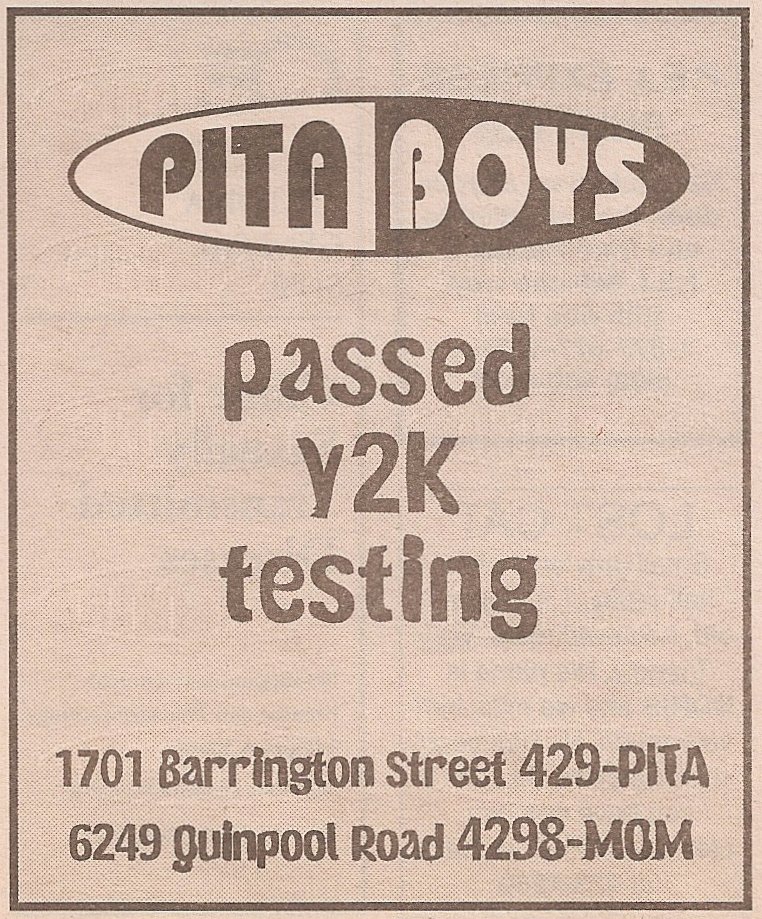 PITA BOYS
passed
y2K
testing
1701 Barrington Street 429-PITA
6249 Quinpool Road 4298-MOM